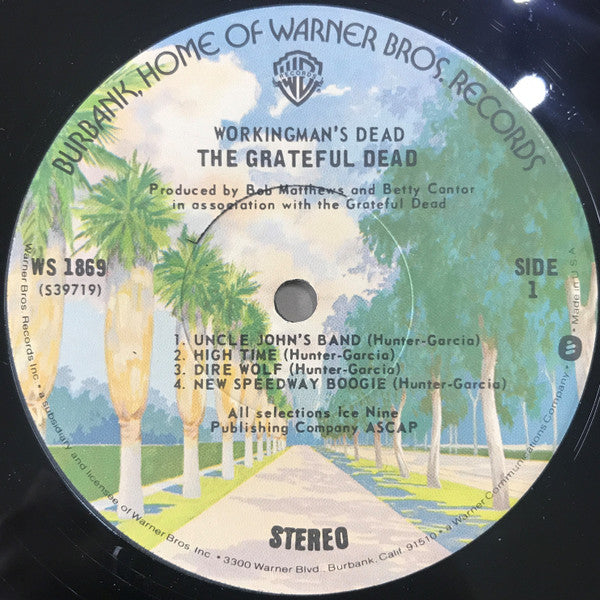 BURBANK, HOME OF WARNER BROS. RECORDS
WB
RECORDS
WORKINGMAN'S DEAD
THE GRATEFUL DEAD
Produced by Bob Matthews and Betty Cantor
in association with the Grateful Dead
WS 1869
(S39719)
SIDE
1
1. UNCLE JOHN'S BAND (Hunter-Garcia)
2. HIGH TIME (Hunter-Garcia)
3. DIRE WOLF (Hunter-Garcia)
4. NEW SPEEDWAY BOOGIE (Hunter-Garcia)
All selections Ice Nine
Publishing Company ASCAP
STEREO
Warner Bros. Records Inc. • a subsidiary and licensee of Warner Bros. Inc. • 3300 Warner Blvd., Burbank, Calif. 91510 • a Warner Communications Company • W • Made in U.S.A.